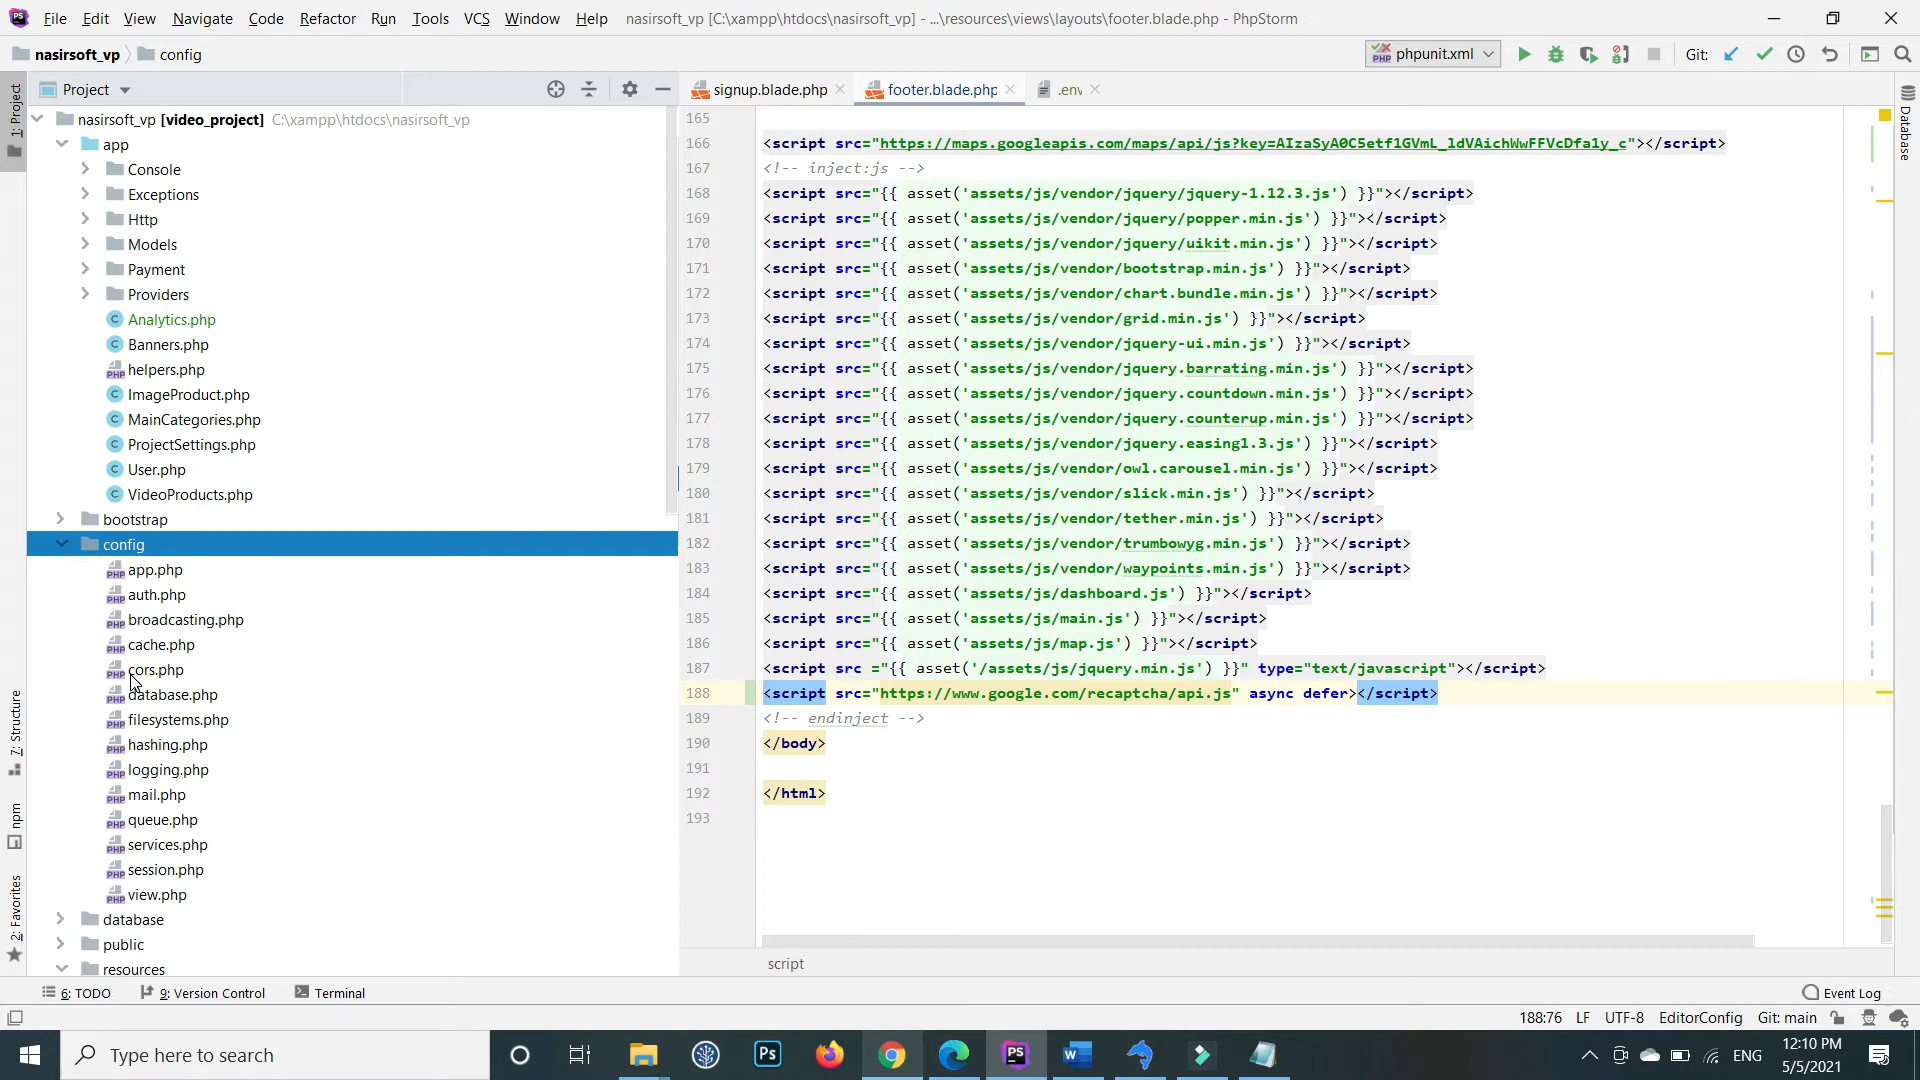 File Edit View Navigate Code Refactor Run Tools VCS Window Help nasirsoft_vp [C:\xampp\htdocs\nasirsoft_vp] - ...\resources\views\layouts\footer.blade.php - PhpStorm
nasirsoft_vp config phpunit.xml Git:
Project signup.blade.php footer.blade.php .env
1: Project
7: Structure
npm
2: Favorites
Database
nasirsoft_vp [video_project] C:\xampp\htdocs\nasirsoft_vp
app
Console
Exceptions
Http
Models
Payment
Providers
Analytics.php
Banners.php
helpers.php
ImageProduct.php
MainCategories.php
ProjectSettings.php
User.php
VideoProducts.php
bootstrap
config
app.php
auth.php
broadcasting.php
cache.php
cors.php
database.php
filesystems.php
hashing.php
logging.php
mail.php
queue.php
services.php
session.php
view.php
database
public
resources
165
166 <script src="https://maps.googleapis.com/maps/api/js?key=AIzaSyA0C5etf1GVmL_ldVAichWwFFVcDfa1y_c"></script>
167 <!-- inject:js -->
168 <script src="{{ asset('assets/js/vendor/jquery/jquery-1.12.3.js') }}"></script>
169 <script src="{{ asset('assets/js/vendor/jquery/popper.min.js') }}"></script>
170 <script src="{{ asset('assets/js/vendor/jquery/uikit.min.js') }}"></script>
171 <script src="{{ asset('assets/js/vendor/bootstrap.min.js') }}"></script>
172 <script src="{{ asset('assets/js/vendor/chart.bundle.min.js') }}"></script>
173 <script src="{{ asset('assets/js/vendor/grid.min.js') }}"></script>
174 <script src="{{ asset('assets/js/vendor/jquery-ui.min.js') }}"></script>
175 <script src="{{ asset('assets/js/vendor/jquery.barrating.min.js') }}"></script>
176 <script src="{{ asset('assets/js/vendor/jquery.countdown.min.js') }}"></script>
177 <script src="{{ asset('assets/js/vendor/jquery.counterup.min.js') }}"></script>
178 <script src="{{ asset('assets/js/vendor/jquery.easing1.3.js') }}"></script>
179 <script src="{{ asset('assets/js/vendor/owl.carousel.min.js') }}"></script>
180 <script src="{{ asset('assets/js/vendor/slick.min.js') }}"></script>
181 <script src="{{ asset('assets/js/vendor/tether.min.js') }}"></script>
182 <script src="{{ asset('assets/js/vendor/trumbowyg.min.js') }}"></script>
183 <script src="{{ asset('assets/js/vendor/waypoints.min.js') }}"></script>
184 <script src="{{ asset('assets/js/dashboard.js') }}"></script>
185 <script src="{{ asset('assets/js/main.js') }}"></script>
186 <script src="{{ asset('assets/js/map.js') }}"></script>
187 <script src ="{{ asset('/assets/js/jquery.min.js') }}" type="text/javascript"></script>
188 <script src="https://www.google.com/recaptcha/api.js" async defer></script>
189 <!-- endinject -->
190 </body>
191
192 </html>
193
script
6: TODO 9: Version Control Terminal Event Log
188:76 LF UTF-8 EditorConfig Git: main
Type here to search Ps PS ENG 12:10 PM
5/5/2021